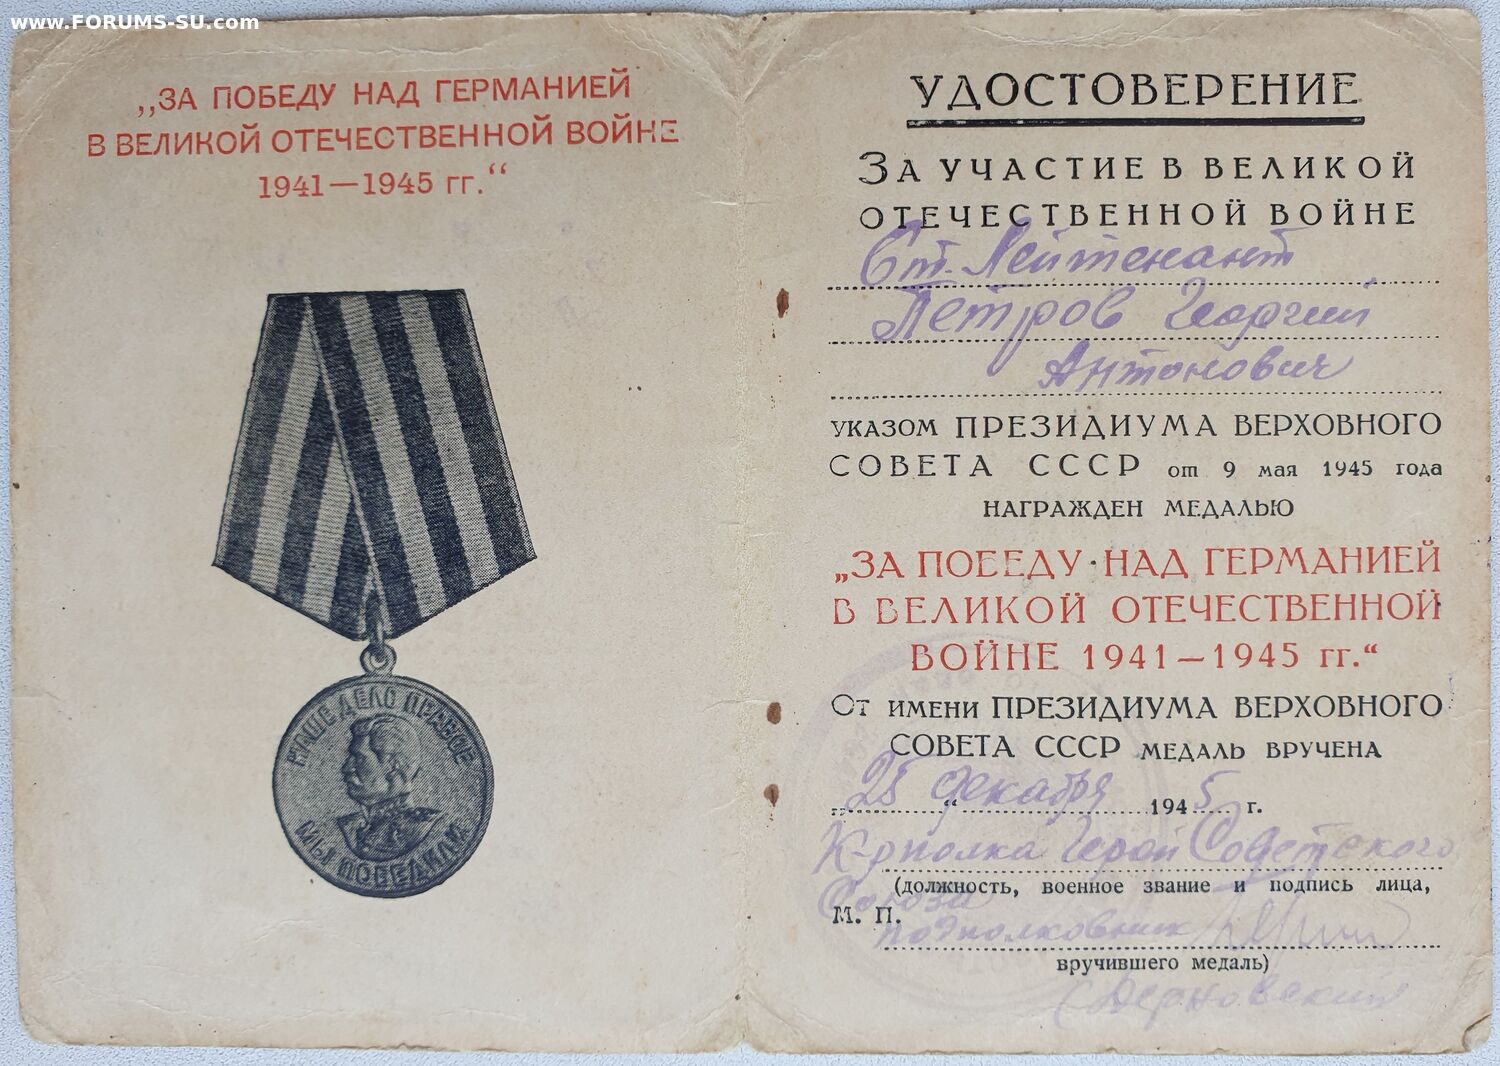 www.FORUMS-SU.com
„ЗА ПОБЕДУ НАД ГЕРМАНИЕЙ
В ВЕЛИКОЙ ОТЕЧЕСТВЕННОЙ ВОЙНЕ
1941—1945 гг.“
НАШЕ ДЕЛО ПРАВОЕ
МЫ ПОБЕДИЛИ
УДОСТОВЕРЕНИЕ
ЗА УЧАСТИЕ В ВЕЛИКОЙ
ОТЕЧЕСТВЕННОЙ ВОЙНЕ
Ст. Лейтенант
Петров Георгий
Антонович
УКАЗОМ ПРЕЗИДИУМА ВЕРХОВНОГО
СОВЕТА СССР от 9 мая 1945 года
НАГРАЖДЕН МЕДАЛЬЮ
„ЗА ПОБЕДУ НАД ГЕРМАНИЕЙ
В ВЕЛИКОЙ ОТЕЧЕСТВЕННОЙ
ВОЙНЕ 1941—1945 гг.“
ОТ ИМЕНИ ПРЕЗИДИУМА ВЕРХОВНОГО
СОВЕТА СССР МЕДАЛЬ ВРУЧЕНА
„25“ декабря 1945 г.
К-р полка Герой Советского
(должность, военное звание и подпись лица,
Союза
М. П.
подполковник
вручившего медаль)
(Дерновский